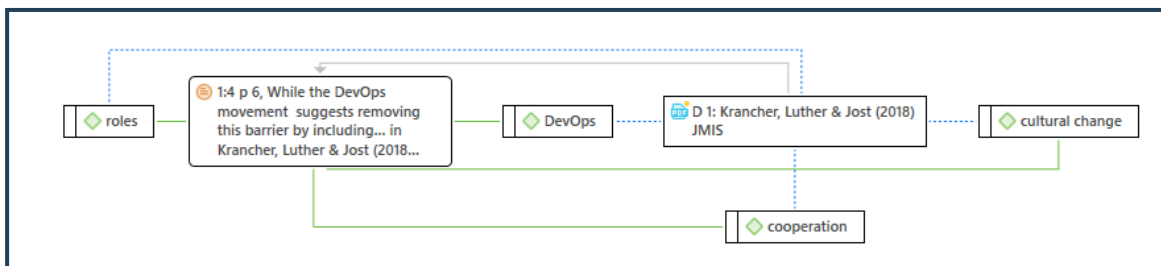 roles
1:4 p 6, While the DevOps
movement suggests removing
this barrier by including... in
Krancher, Luther & Jost (2018...
DevOps
PDF
D 1: Krancher, Luther & Jost (2018)
JMIS
cultural change
cooperation